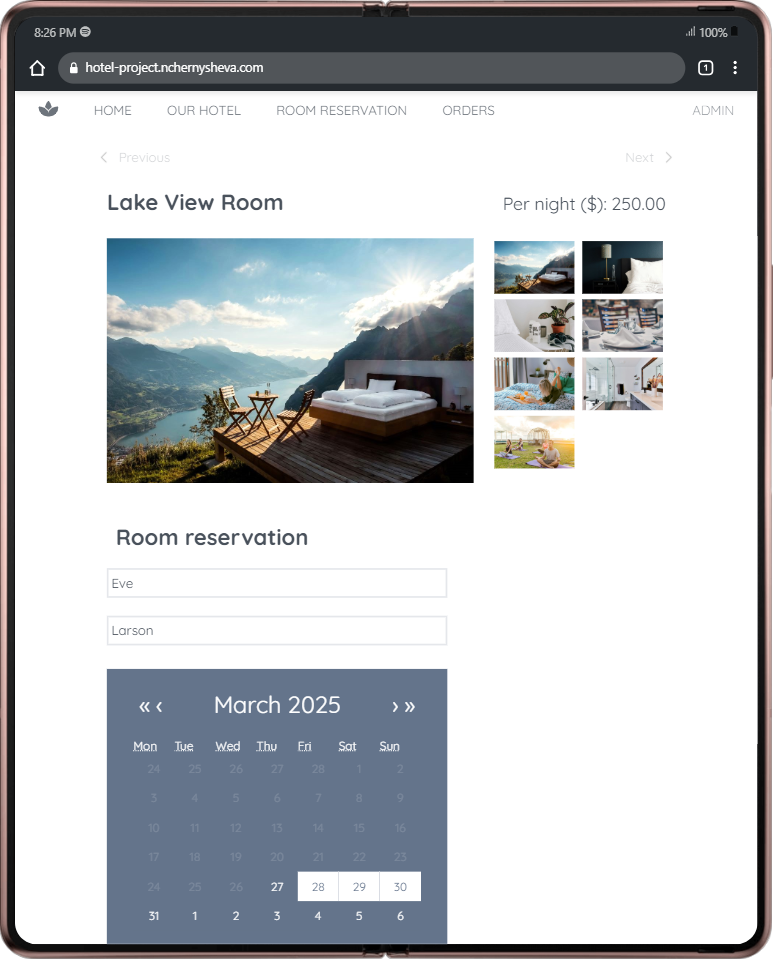 8:26 PM 100%
hotel-project.nchernysheva.com 1
HOME OUR HOTEL ROOM RESERVATION ORDERS ADMIN
Previous Next
Lake View Room Per night ($): 250.00
Room reservation
Eve
Larson
« ‹ March 2025 › »
Mon Tue Wed Thu Fri Sat Sun
24 25 26 27 28 1 2
3 4 5 6 7 8 9
10 11 12 13 14 15 16
17 18 19 20 21 22 23
24 25 26 27 28 29 30
31 1 2 3 4 5 6